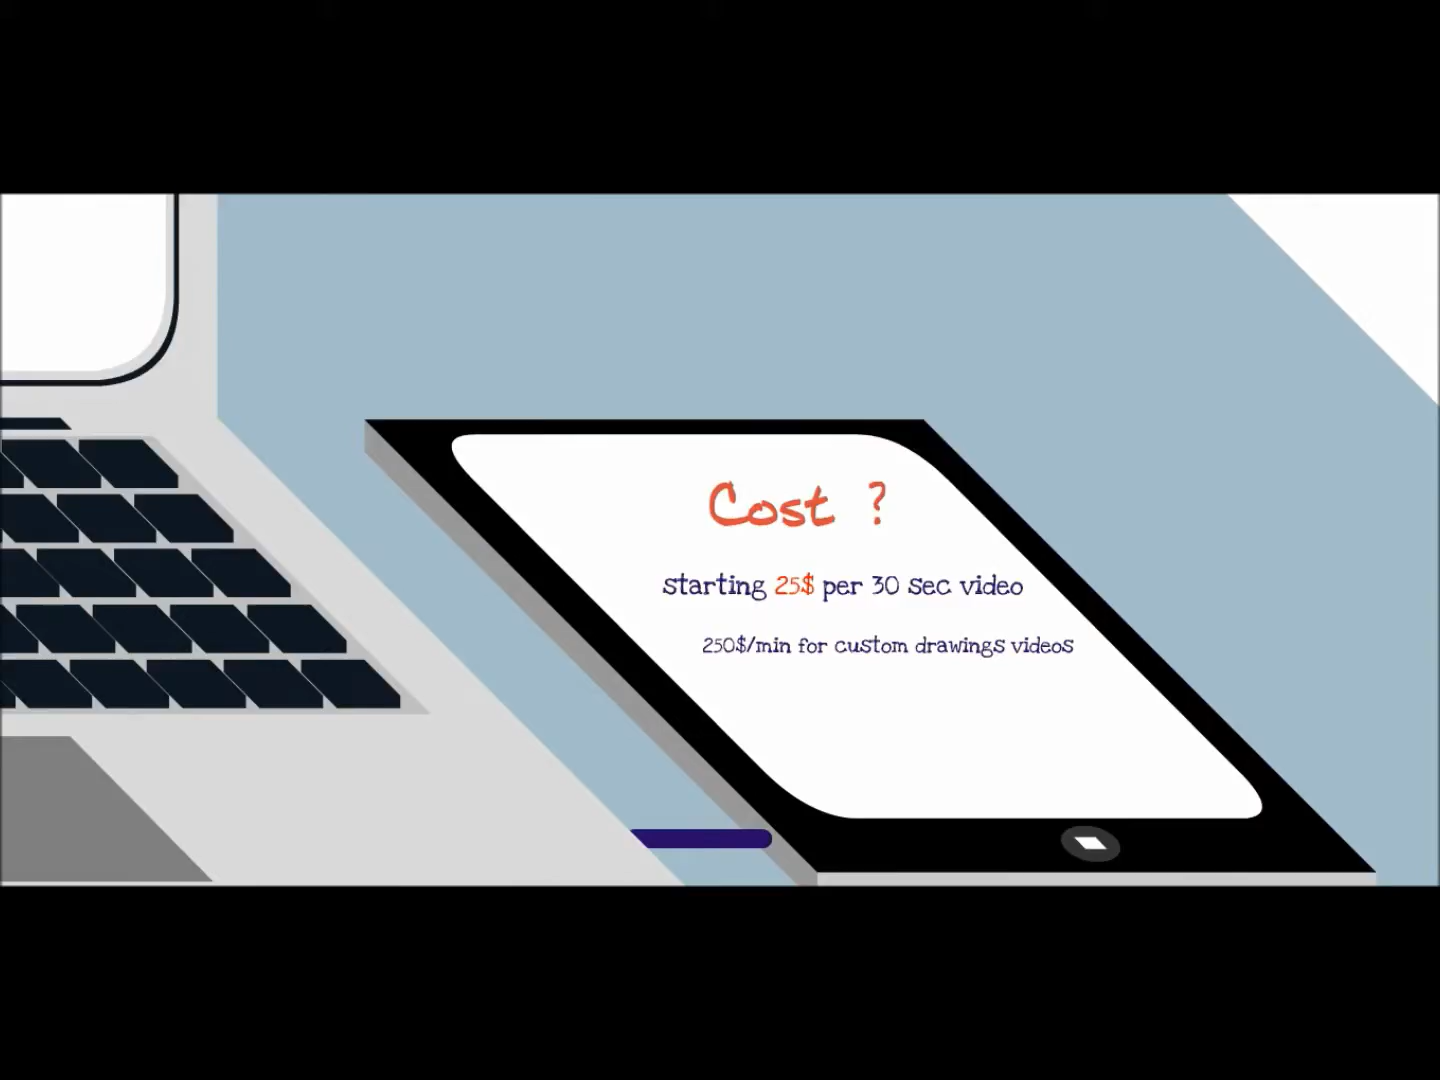 Cost ?
starting 25$ per 30 sec video
250$/min for custom drawings videos